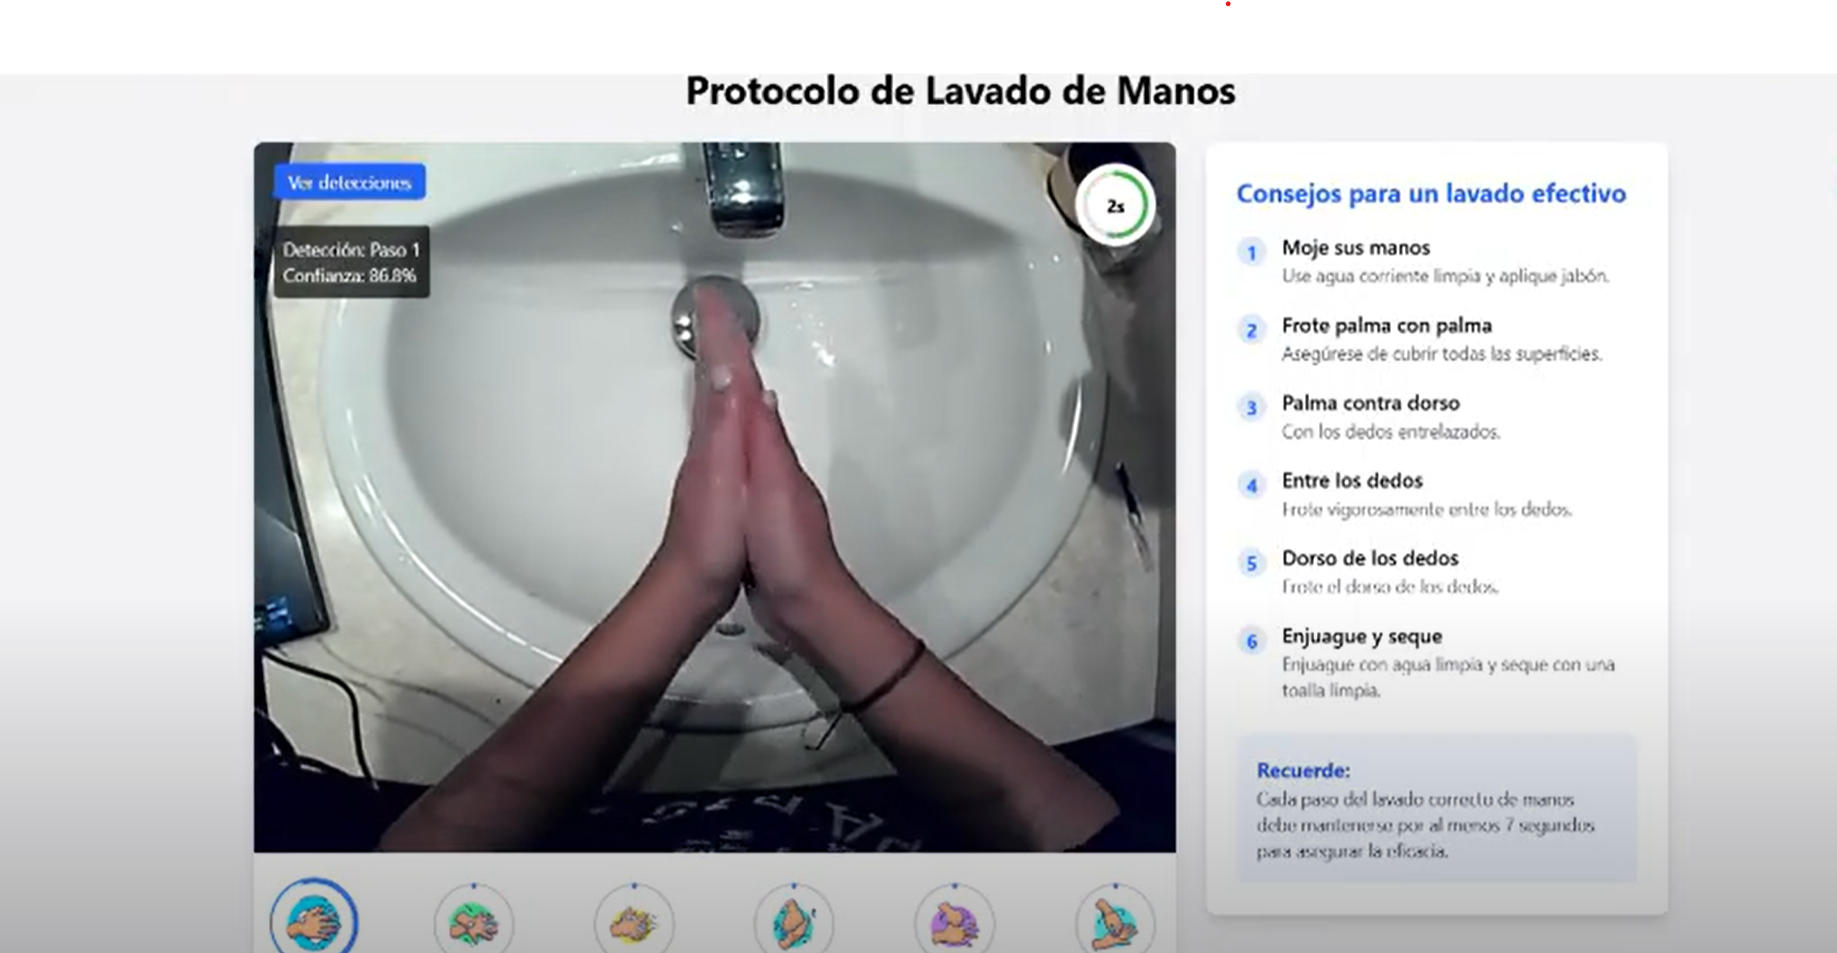 Protocolo de Lavado de Manos
Ver detecciones
Detección: Paso 1
Confianza: 86.8%
2s
Consejos para un lavado efectivo
1
Moje sus manos
Use agua corriente limpia y aplique jabón.
2
Frote palma con palma
Asegúrese de cubrir todas las superficies.
3
Palma contra dorso
Con los dedos entrelazados.
4
Entre los dedos
Frote vigorosamente entre los dedos.
5
Dorso de los dedos
Frote el dorso de los dedos.
6
Enjuague y seque
Enjuague con agua limpia y seque con una
toalla limpia.
Recuerde:
Cada paso del lavado correcto de manos
debe mantenerse por al menos 7 segundos
para asegurar la eficacia.